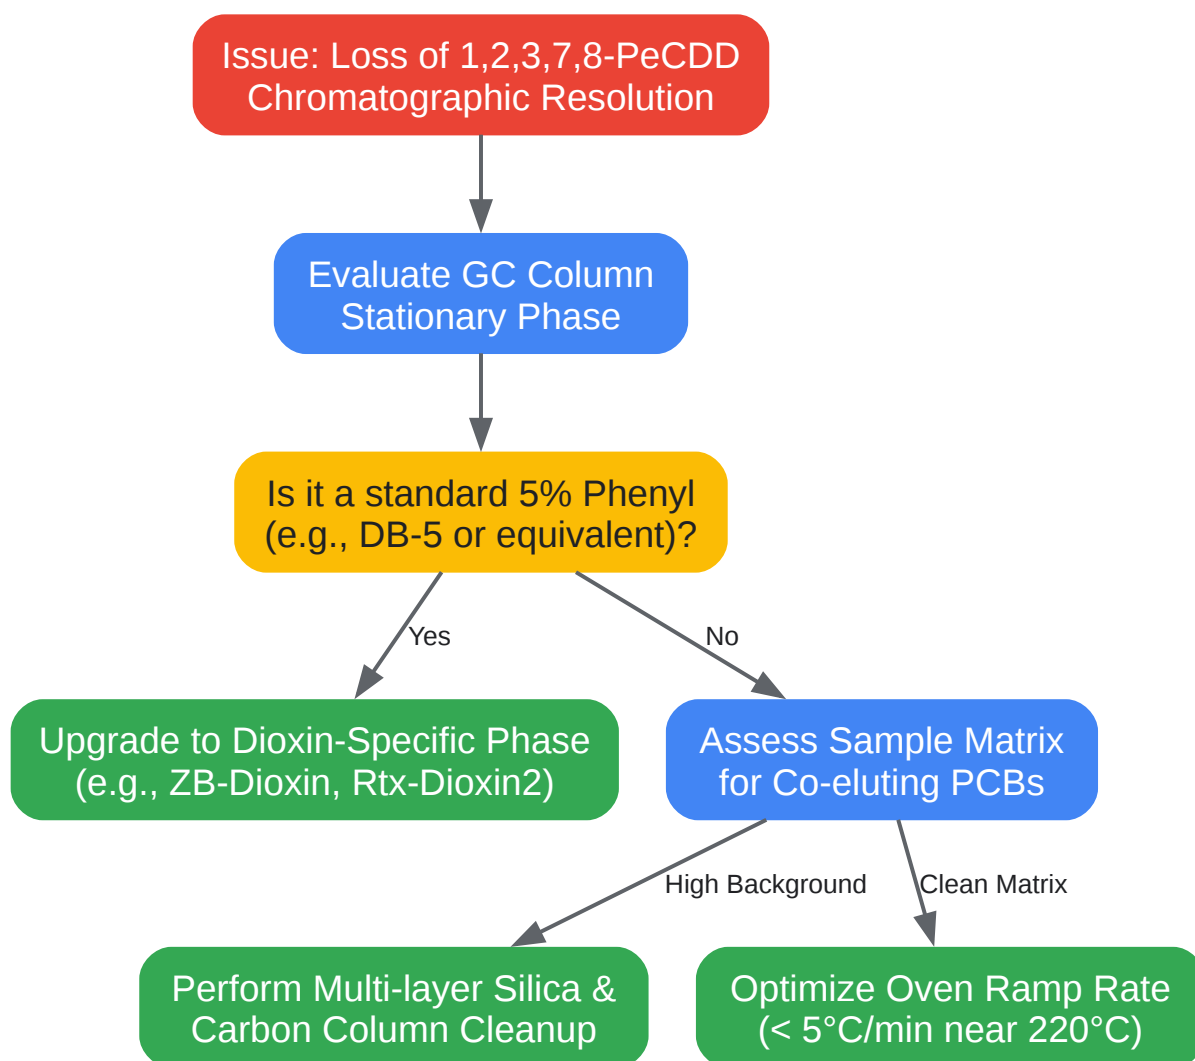 Issue: Loss of 1,2,3,7,8-PeCDD
Chromatographic Resolution
Evaluate GC Column
Stationary Phase
Is it a standard 5% Phenyl
(e.g., DB-5 or equivalent)?
Yes
No
Upgrade to Dioxin-Specific Phase
(e.g., ZB-Dioxin, Rtx-Dioxin2)
Assess Sample Matrix
for Co-eluting PCBs
High Background
Clean Matrix
Perform Multi-layer Silica &
Carbon Column Cleanup
Optimize Oven Ramp Rate
(< 5°C/min near 220°C)